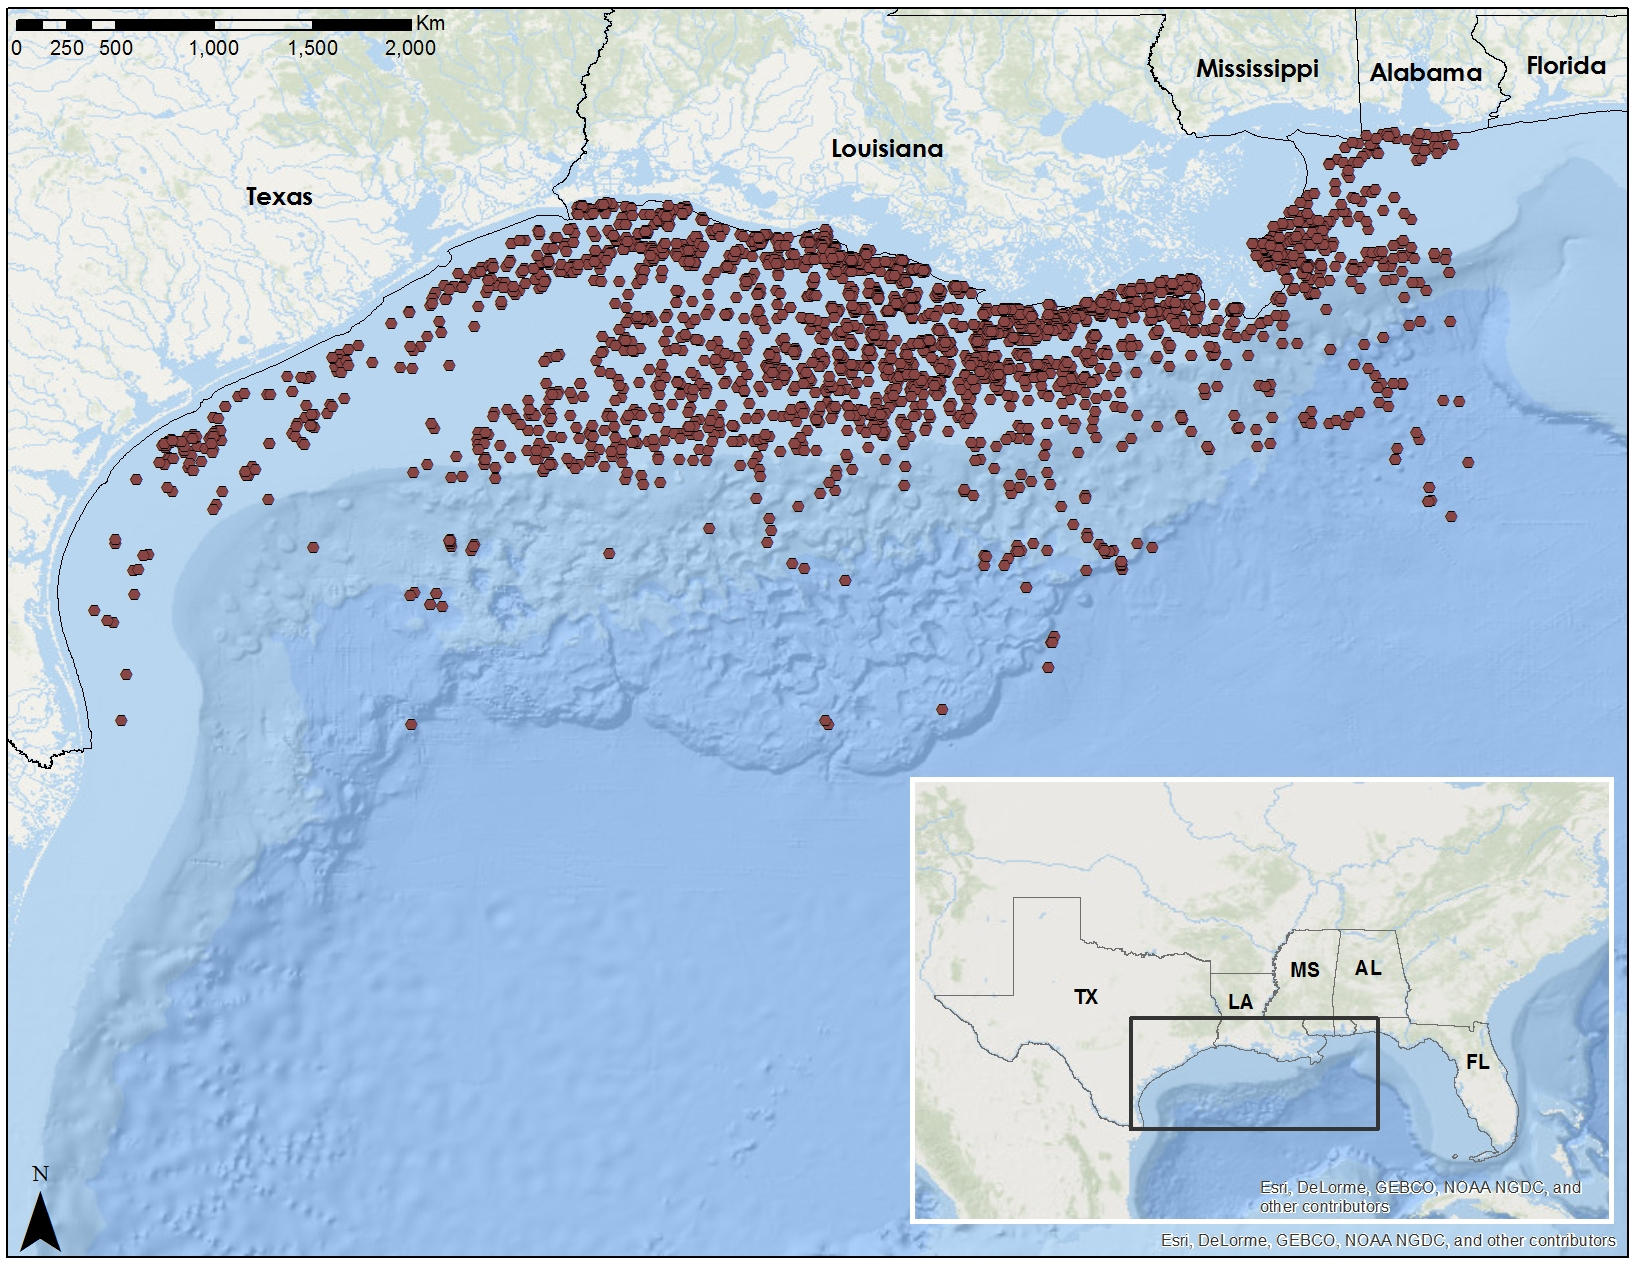 Km
0 250 500 1,000 1,500 2,000
Mississippi
Alabama
Florida
Louisiana
Texas
MS
AL
TX
LA
FL
N
Esri, DeLorme, GEBCO, NOAA NGDC, and
other contributors
Esri, DeLorme, GEBCO, NOAA NGDC, and other contributors